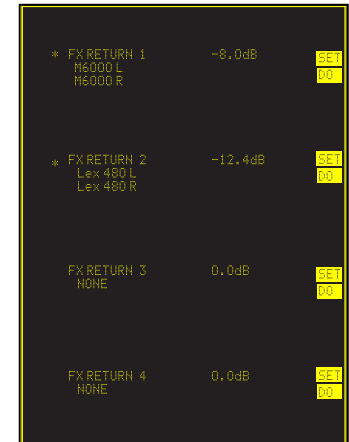 * FX RETURN 1 -8.0dB SET
M6000 L DO
M6000 R
* FX RETURN 2 -12.4dB SET
Lex 480 L DO
Lex 480 R
FX RETURN 3 0.0dB SET
NONE DO
FX RETURN 4 0.0dB SET
NONE DO